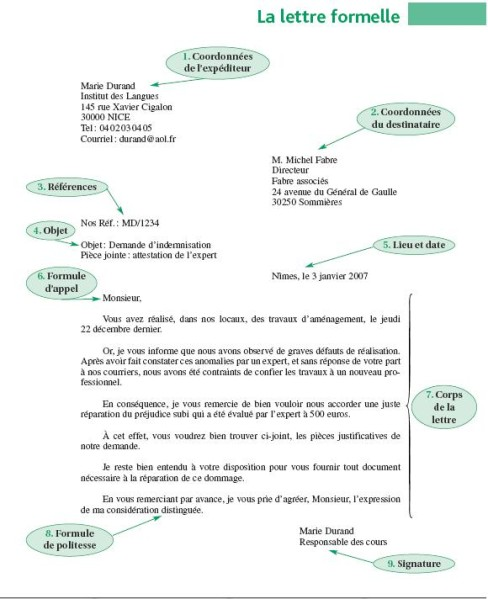 La lettre formelle
1. Coordonnées
de l'expéditeur
Marie Durand
Institut des Langues
145 rue Xavier Cigalon
30000 NICE
Tel : 0402030405
Courriel : durand@aol.fr
2. Coordonnées
du destinataire
M. Michel Fabre
Directeur
Fabre associés
24 avenue du Général de Gaulle
30250 Sommières
3. Références
Nos Réf. : MD/1234
4. Objet
Objet : Demande d'indemnisation
Pièce jointe : attestation de l'expert
5. Lieu et date
Nîmes, le 3 janvier 2007
6. Formule
d'appel
Monsieur,
Vous avez réalisé, dans nos locaux, des travaux d'aménagement, le jeudi
22 décembre dernier.
Or, je vous informe que nous avons observé de graves défauts de réalisation.
Après avoir fait constater ces anomalies par un expert, et sans réponse de votre part
à nos courriers, nous avons été contraints de confier les travaux à un nouveau pro-
fessionnel.
En conséquence, je vous remercie de bien vouloir nous accorder une juste
réparation du préjudice subi qui a été évalué par l'expert à 500 euros.
À cet effet, vous voudrez bien trouver ci-joint, les pièces justificatives de
notre demande.
Je reste bien entendu à votre disposition pour vous fournir tout document
nécessaire à la réparation de ce dommage.
En vous remerciant par avance, je vous prie d'agréer, Monsieur, l'expression
de ma considération distinguée.
7. Corps
de la
lettre
8. Formule
de politesse
Marie Durand
Responsable des cours
9. Signature